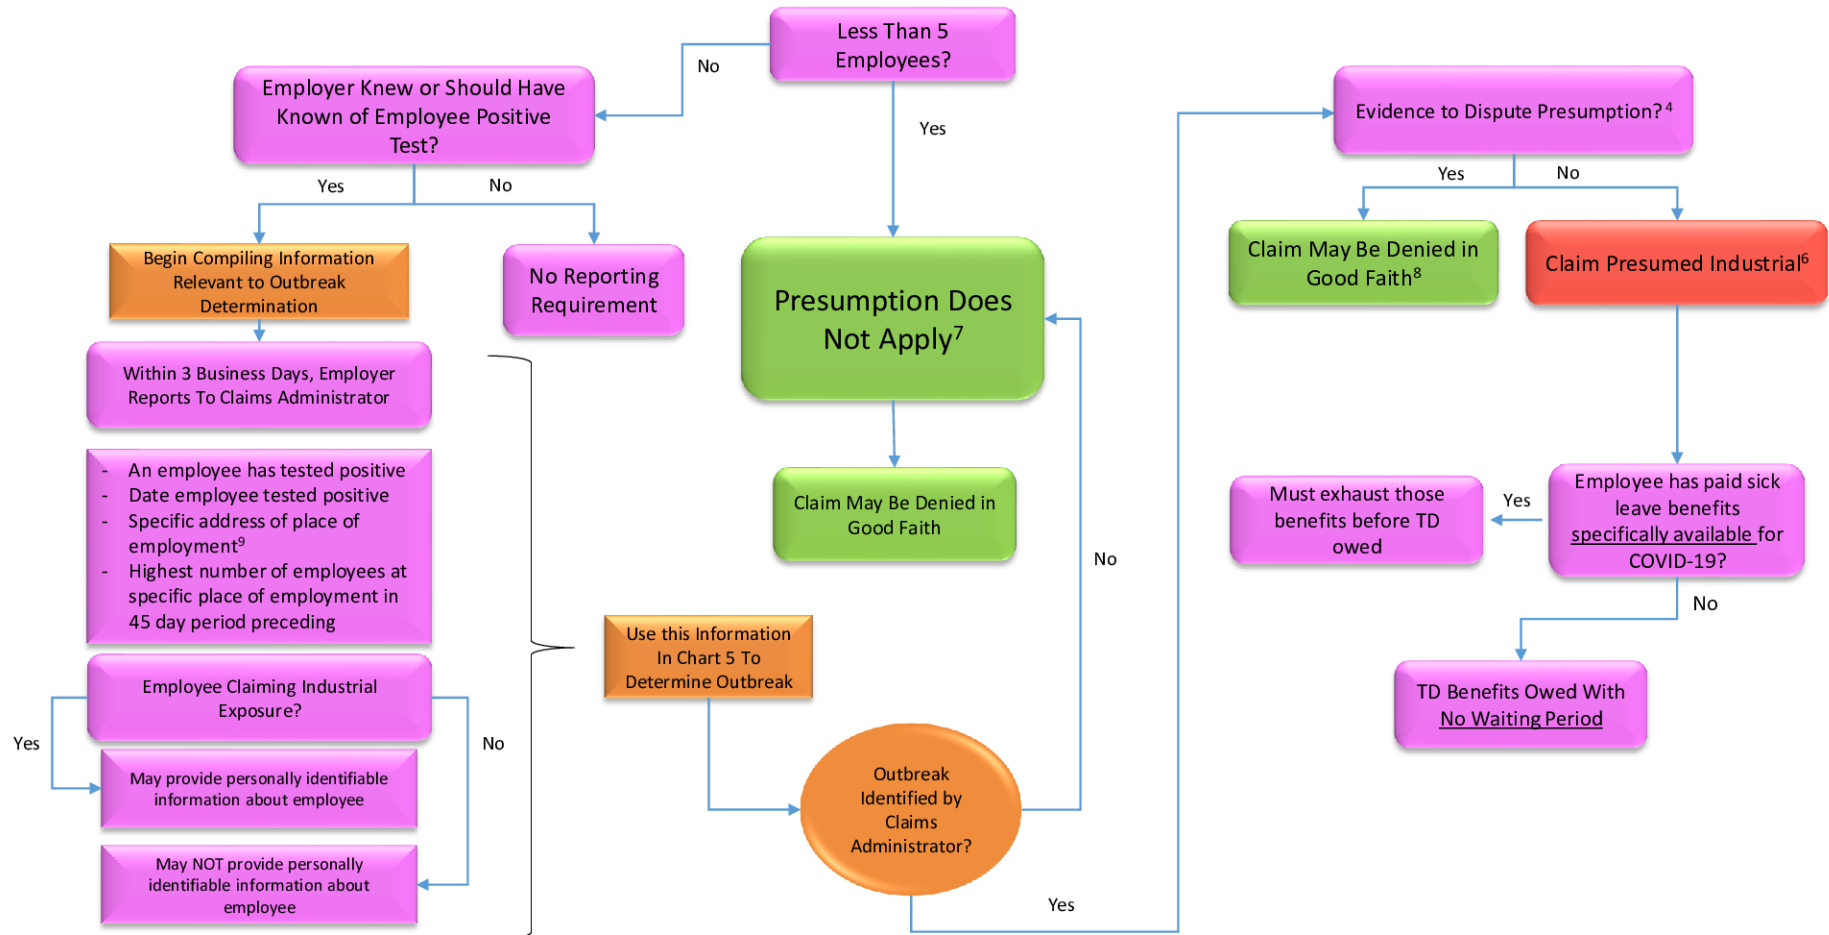 Less Than 5
Employees?
No
Yes
Employer Knew or Should Have
Known of Employee Positive
Test?
Yes
No
Begin Compiling Information
Relevant to Outbreak
Determination
No Reporting
Requirement
Within 3 Business Days, Employer
Reports To Claims Administrator
- An employee has tested positive
- Date employee tested positive
- Specific address of place of
employment⁹
- Highest number of employees at
specific place of employment in
45 day period preceding
Employee Claiming Industrial
Exposure?
Yes
No
May provide personally identifiable
information about employee
May NOT provide personally
identifiable information about
employee
Presumption Does
Not Apply⁷
Claim May Be Denied in
Good Faith
Use this Information
In Chart 5 To
Determine Outbreak
Outbreak
Identified by
Claims
Administrator?
No
Yes
Evidence to Dispute Presumption? ⁴
Yes
No
Claim May Be Denied in
Good Faith⁸
Claim Presumed Industrial⁶
Employee has paid sick
leave benefits
specifically available for
COVID-19?
Yes
Must exhaust those
benefits before TD
owed
No
TD Benefits Owed With
No Waiting Period